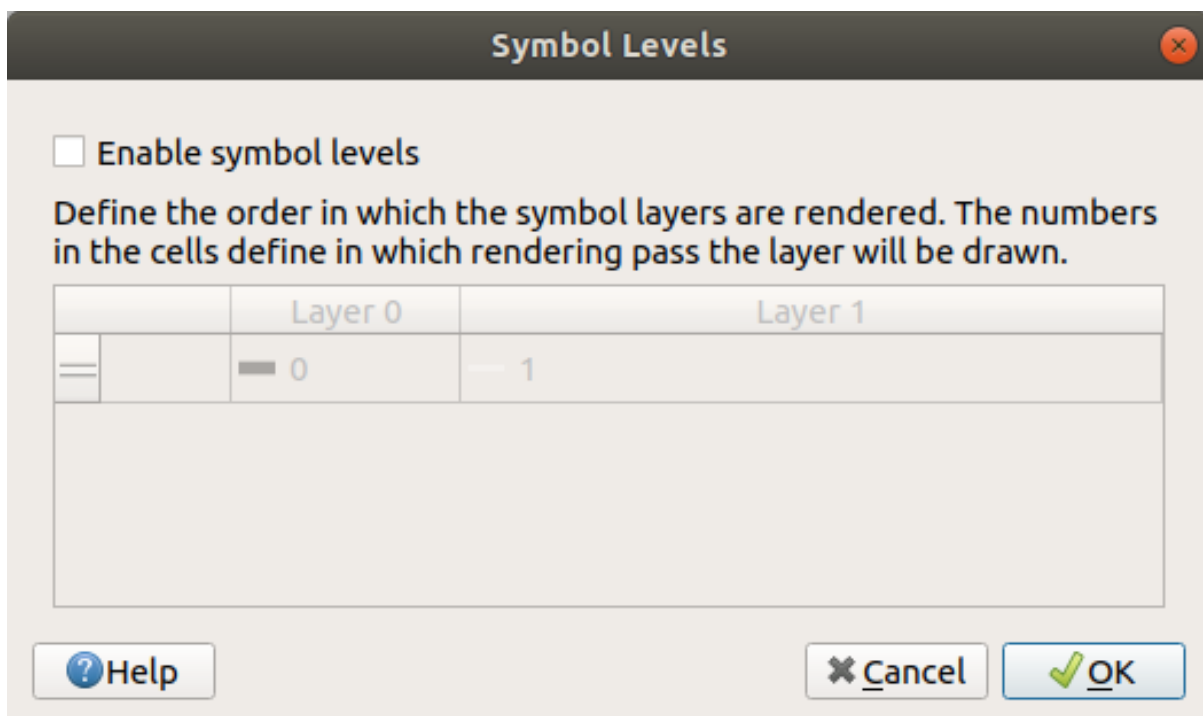 Symbol Levels
Enable symbol levels
Define the order in which the symbol layers are rendered. The numbers
in the cells define in which rendering pass the layer will be drawn.
Layer 0 Layer 1
0 1
Help Cancel OK